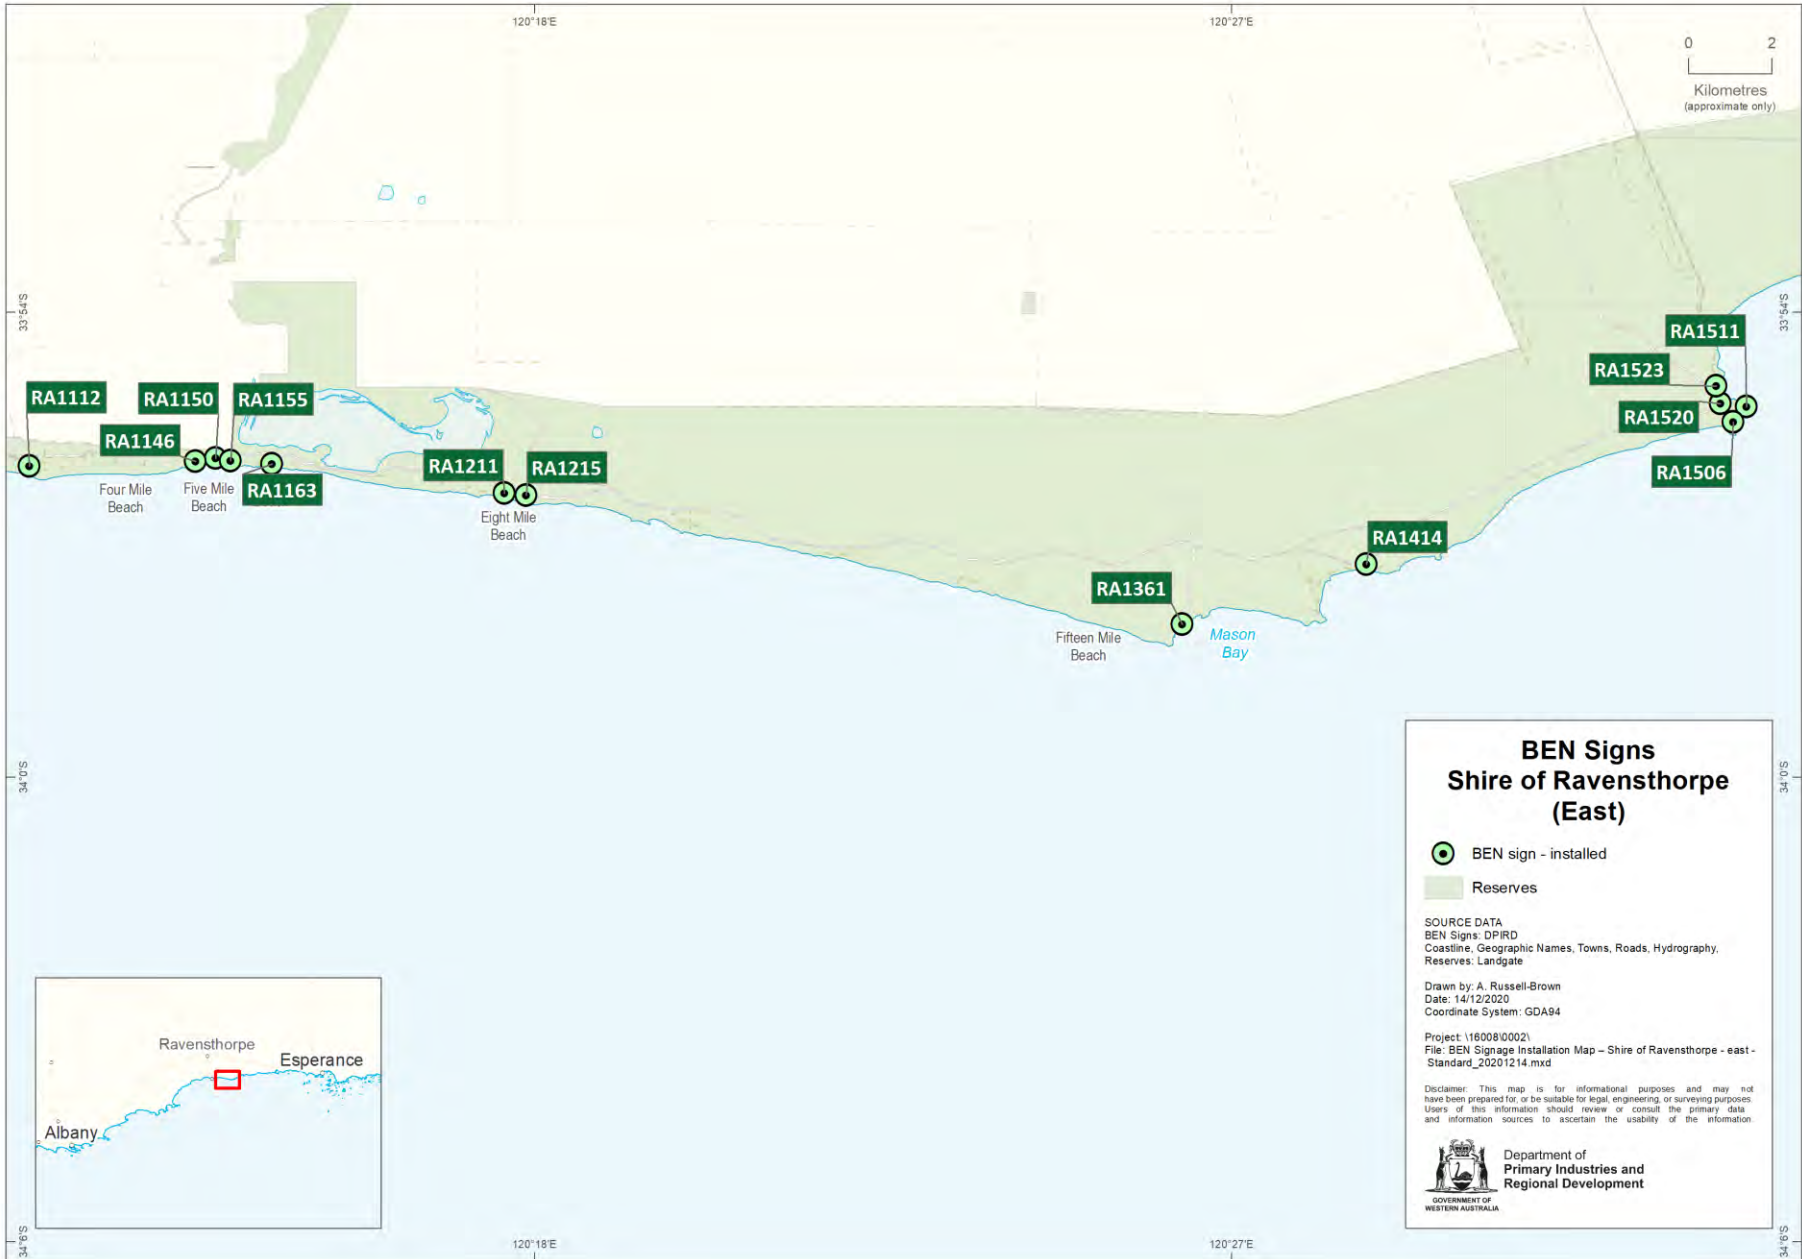 120°18'E
120°27'E
0 2
Kilometres
(approximate only)
33°54'S
33°54'S
RA1511
RA1523
RA1520
RA1506
RA1112
RA1150
RA1155
RA1146
RA1163
RA1211
RA1215
Four Mile
Beach
Five Mile
Beach
Eight Mile
Beach
RA1414
RA1361
Fifteen Mile
Beach
Mason
Bay
34°0'S
34°0'S
BEN Signs
Shire of Ravensthorpe
(East)
BEN sign - installed
Reserves
SOURCE DATA
BEN Signs: DPIRD
Coastline, Geographic Names, Towns, Roads, Hydrography,
Reserves: Landgate
Drawn by: A. Russell-Brown
Date: 14/12/2020
Coordinate System: GDA94
Project: \16008\0002\
File: BEN Signage Installation Map – Shire of Ravensthorpe - east -
Standard_20201214.mxd
Disclaimer: This map is for informational purposes and may not
have been prepared for, or be suitable for legal, engineering, or surveying purposes.
Users of this information should review or consult the primary data
and information sources to ascertain the usability of the information.
Department of
Primary Industries and
Regional Development
GOVERNMENT OF
WESTERN AUSTRALIA
Ravensthorpe
Esperance
Albany
34°6'S
34°6'S
120°18'E
120°27'E